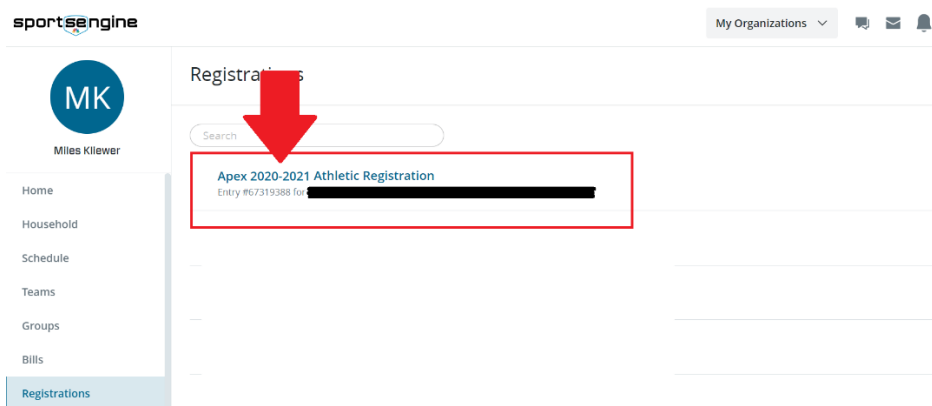 sportsengine
My Organizations
MK
Miles Kliewer
Home
Household
Schedule
Teams
Groups
Bills
Registrations
Registrations
Search
Apex 2020-2021 Athletic Registration
Entry #67319388 for